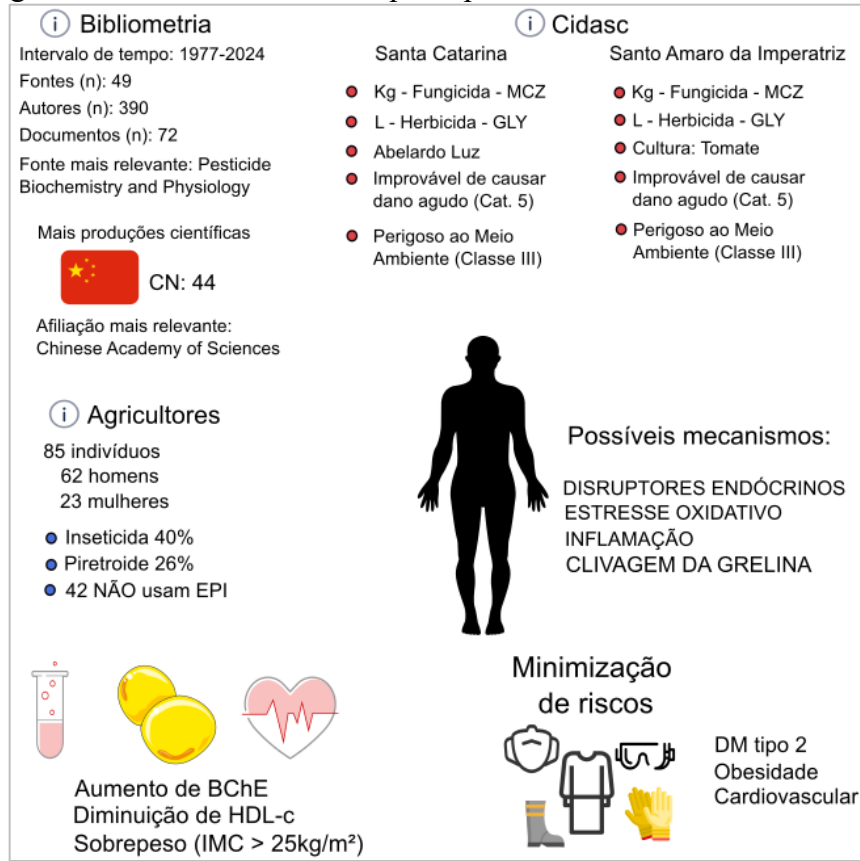 Bibliometria
Intervalo de tempo: 1977-2024
Fontes (n): 49
Autores (n): 390
Documentos (n): 72
Fonte mais relevante: Pesticide
Biochemistry and Physiology
Mais produções científicas
CN: 44
Afiliação mais relevante:
Chinese Academy of Sciences
Cidasc
Santa Catarina
Kg - Fungicida - MCZ
L - Herbicida - GLY
Abelardo Luz
Improvável de causar
dano agudo (Cat. 5)
Perigoso ao Meio
Ambiente (Classe III)
Santo Amaro da Imperatriz
Kg - Fungicida - MCZ
L - Herbicida - GLY
Cultura: Tomate
Improvável de causar
dano agudo (Cat. 5)
Perigoso ao Meio
Ambiente (Classe III)
Agricultores
85 indivíduos
62 homens
23 mulheres
Inseticida 40%
Piretroide 26%
42 NÃO usam EPI
Possíveis mecanismos:
DISRUPTORES ENDÓCRINOS
ESTRESSE OXIDATIVO
INFLAMAÇÃO
CLIVAGEM DA GRELINA
Aumento de BChE
Diminuição de HDL-c
Sobrepeso (IMC > 25kg/m²)
Minimização
de riscos
DM tipo 2
Obesidade
Cardiovascular